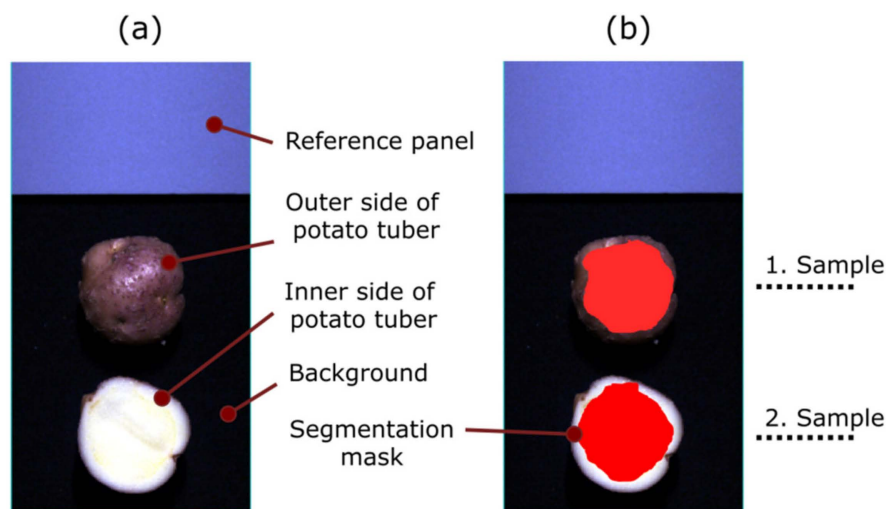 (a)
(b)
Reference panel
Outer side of
potato tuber
Inner side of
potato tuber
Background
Segmentation
mask
1. Sample
2. Sample